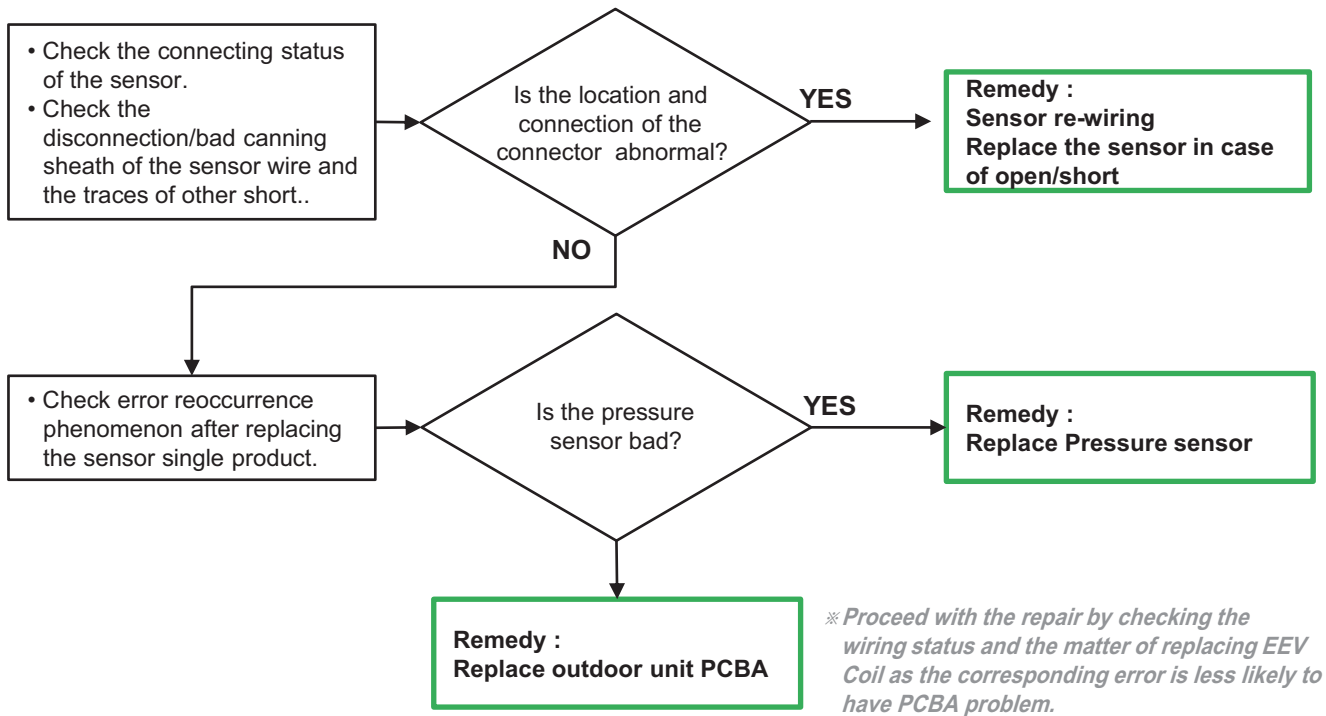 • Check the connecting status
of the sensor.
• Check the
disconnection/bad canning
sheath of the sensor wire and
the traces of other short..
Is the location and
connection of the
connector abnormal?
YES
Remedy :
Sensor re-wiring
Replace the sensor in case
of open/short
NO
• Check error reoccurrence
phenomenon after replacing
the sensor single product.
Is the pressure
sensor bad?
YES
Remedy :
Replace Pressure sensor
Remedy :
Replace outdoor unit PCBA
※ Proceed with the repair by checking the
wiring status and the matter of replacing EEV
Coil as the corresponding error is less likely to
have PCBA problem.